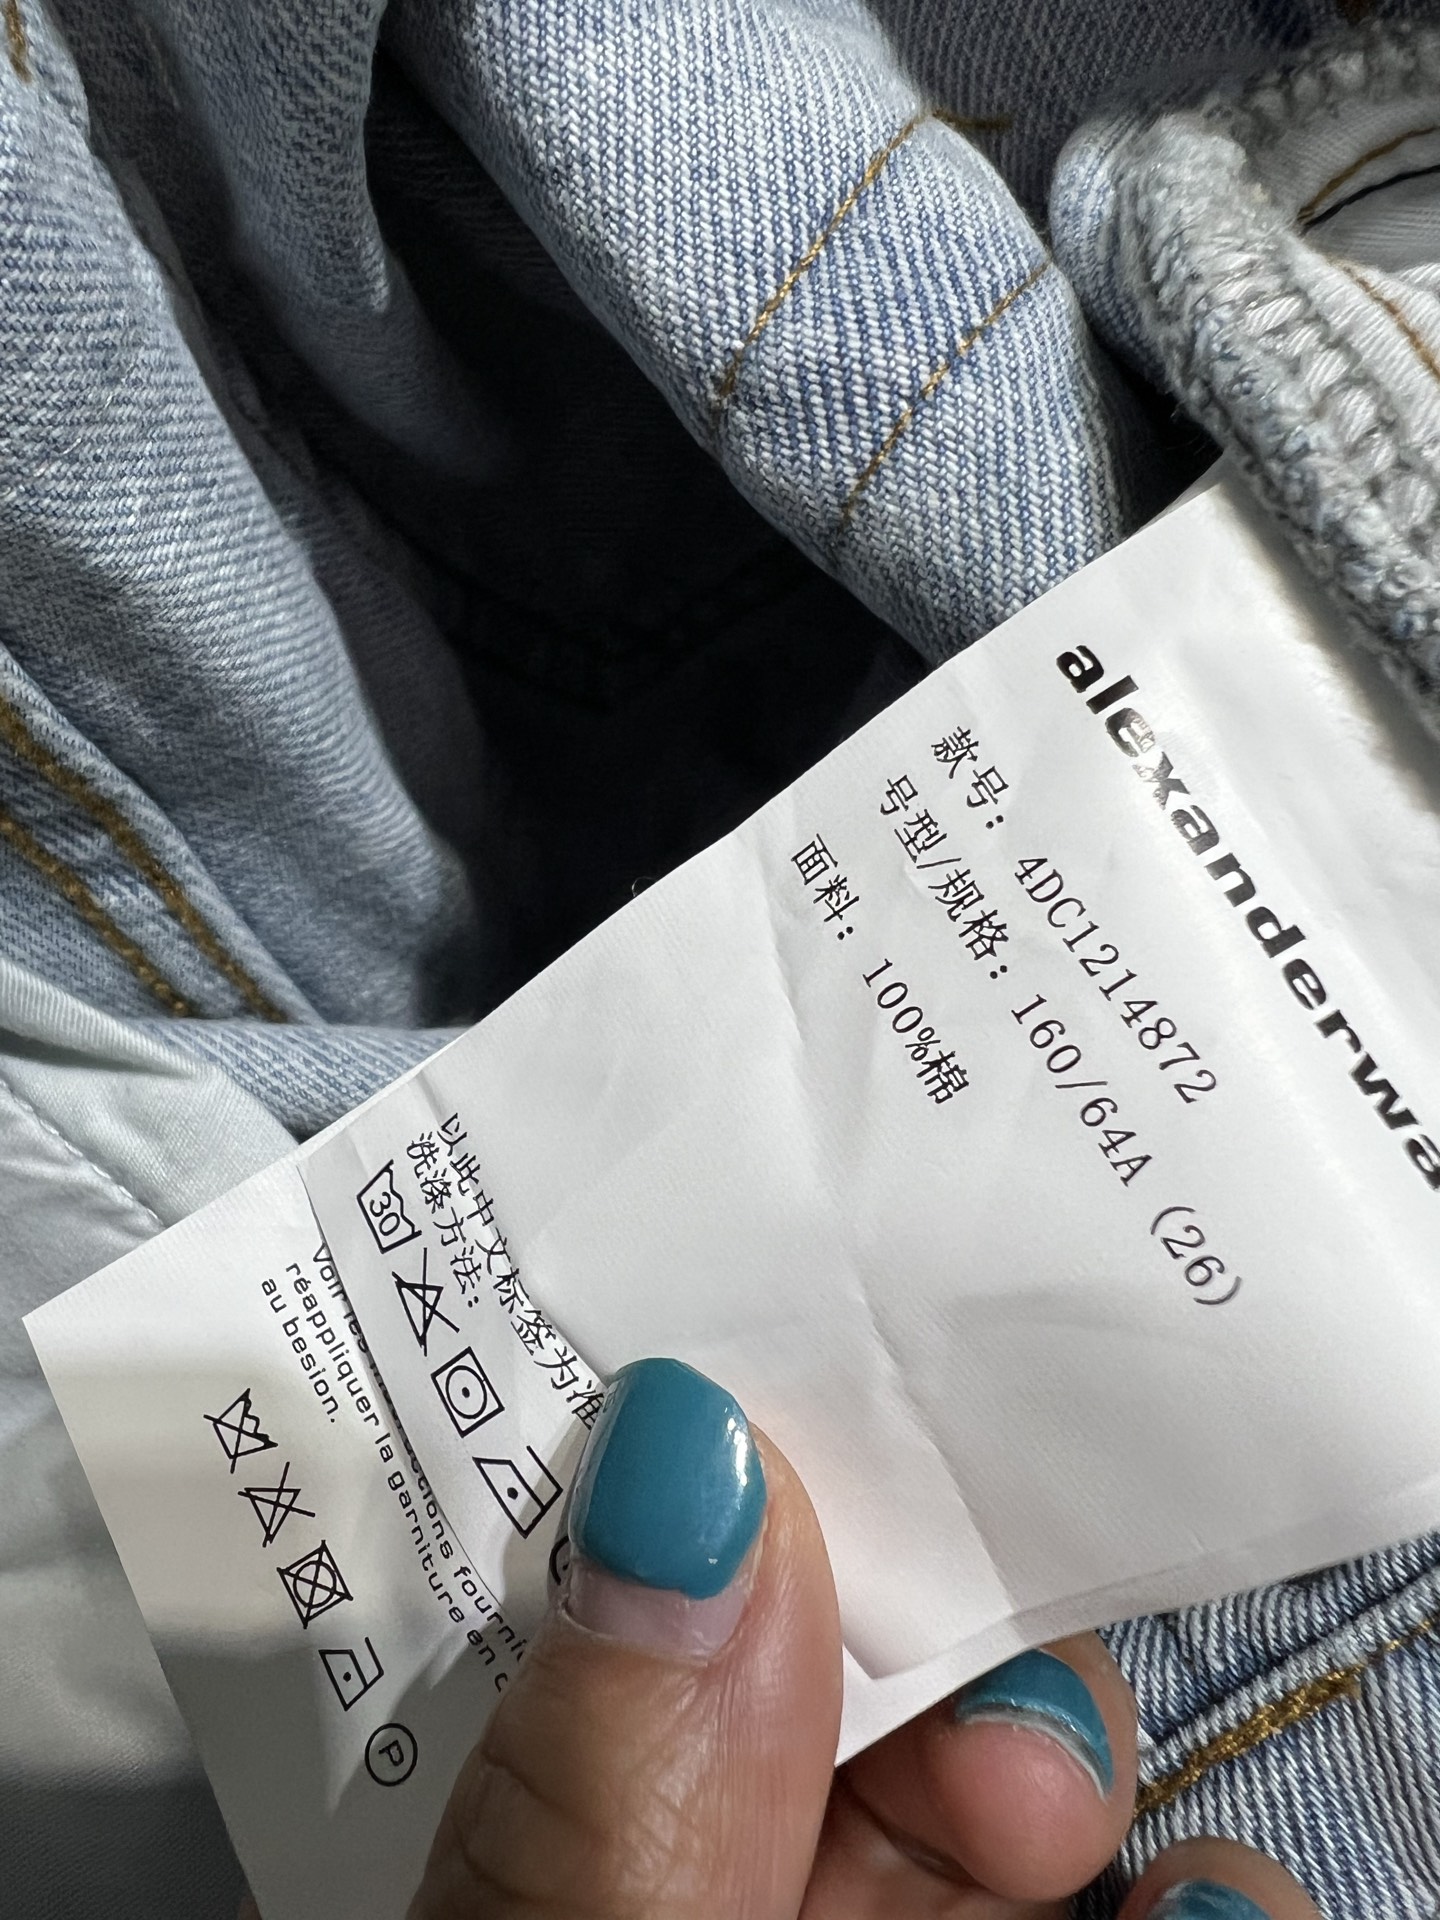 alexanderwa
款号: 4DC1214872
号型/规格: 160/64A (26)
面料: 100%棉
以此中文标签为准
洗涤方法:
30
réappliquer la garniture en
au besion.
P